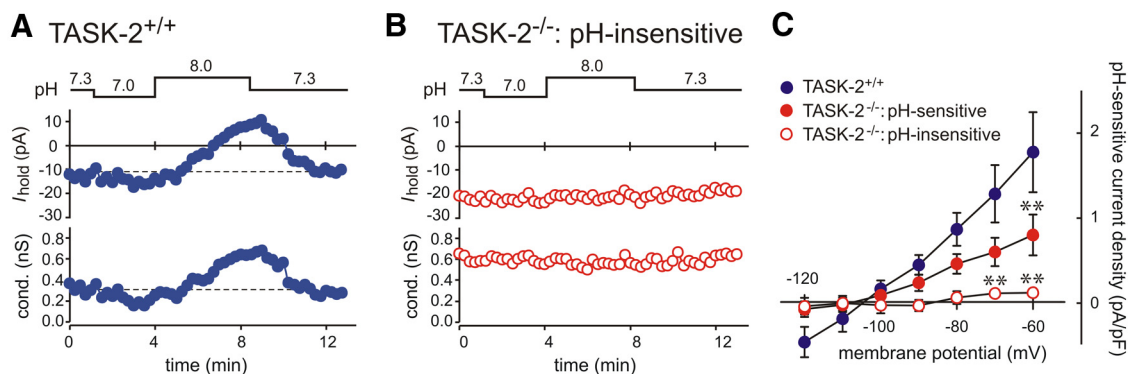 A TASK-2+/+
pH 7.3 7.0 8.0 7.3
Ihold (pA)
10
0
-10
-20
-30
cond. (nS)
0.8
0.6
0.4
0.2
0.0
0 4 8 12
time (min)
B TASK-2-/-: pH-insensitive
pH 7.3 7.0 8.0 7.3
Ihold (pA)
10
0
-10
-20
-30
cond. (nS)
0.8
0.6
0.4
0.2
0.0
0 4 8 12
time (min)
C
TASK-2+/+
TASK-2-/-: pH-sensitive
TASK-2-/-: pH-insensitive
**
** **
-120 -100 -80 -60
membrane potential (mV)
2
1
0
pH-sensitive current density (pA/pF)